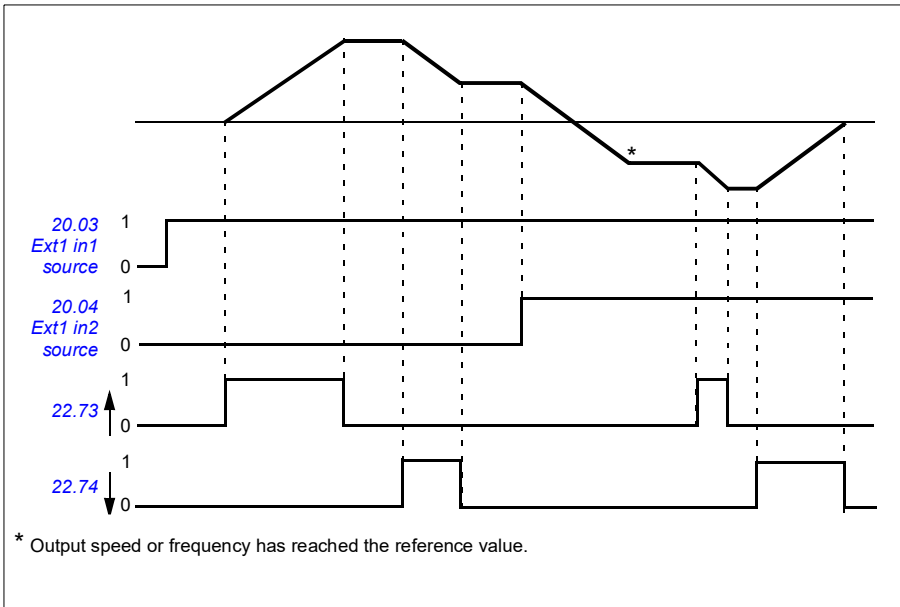 *
20.03
Ext1 in1
source
1
0
20.04
Ext1 in2
source
1
0
22.73
1
0
22.74
1
0
* Output speed or frequency has reached the reference value.